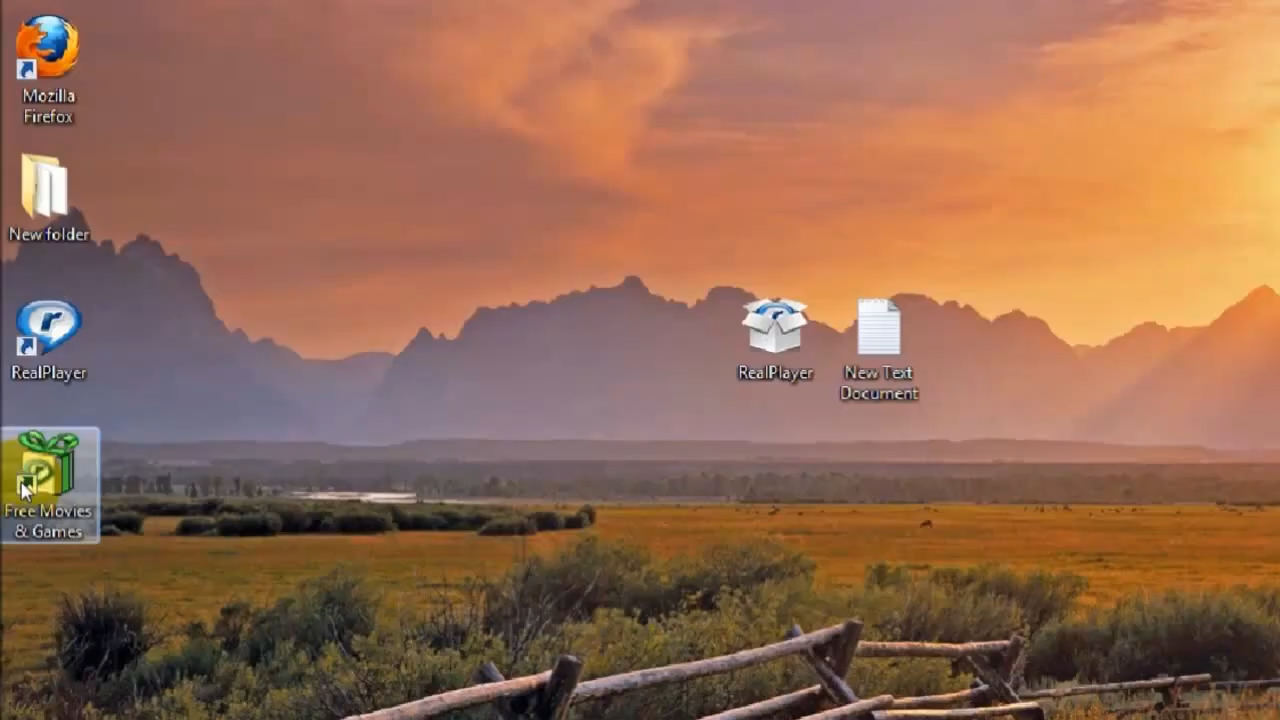 Mozilla
Firefox
New folder
RealPlayer
Free Movies
& Games
RealPlayer
New Text
Document